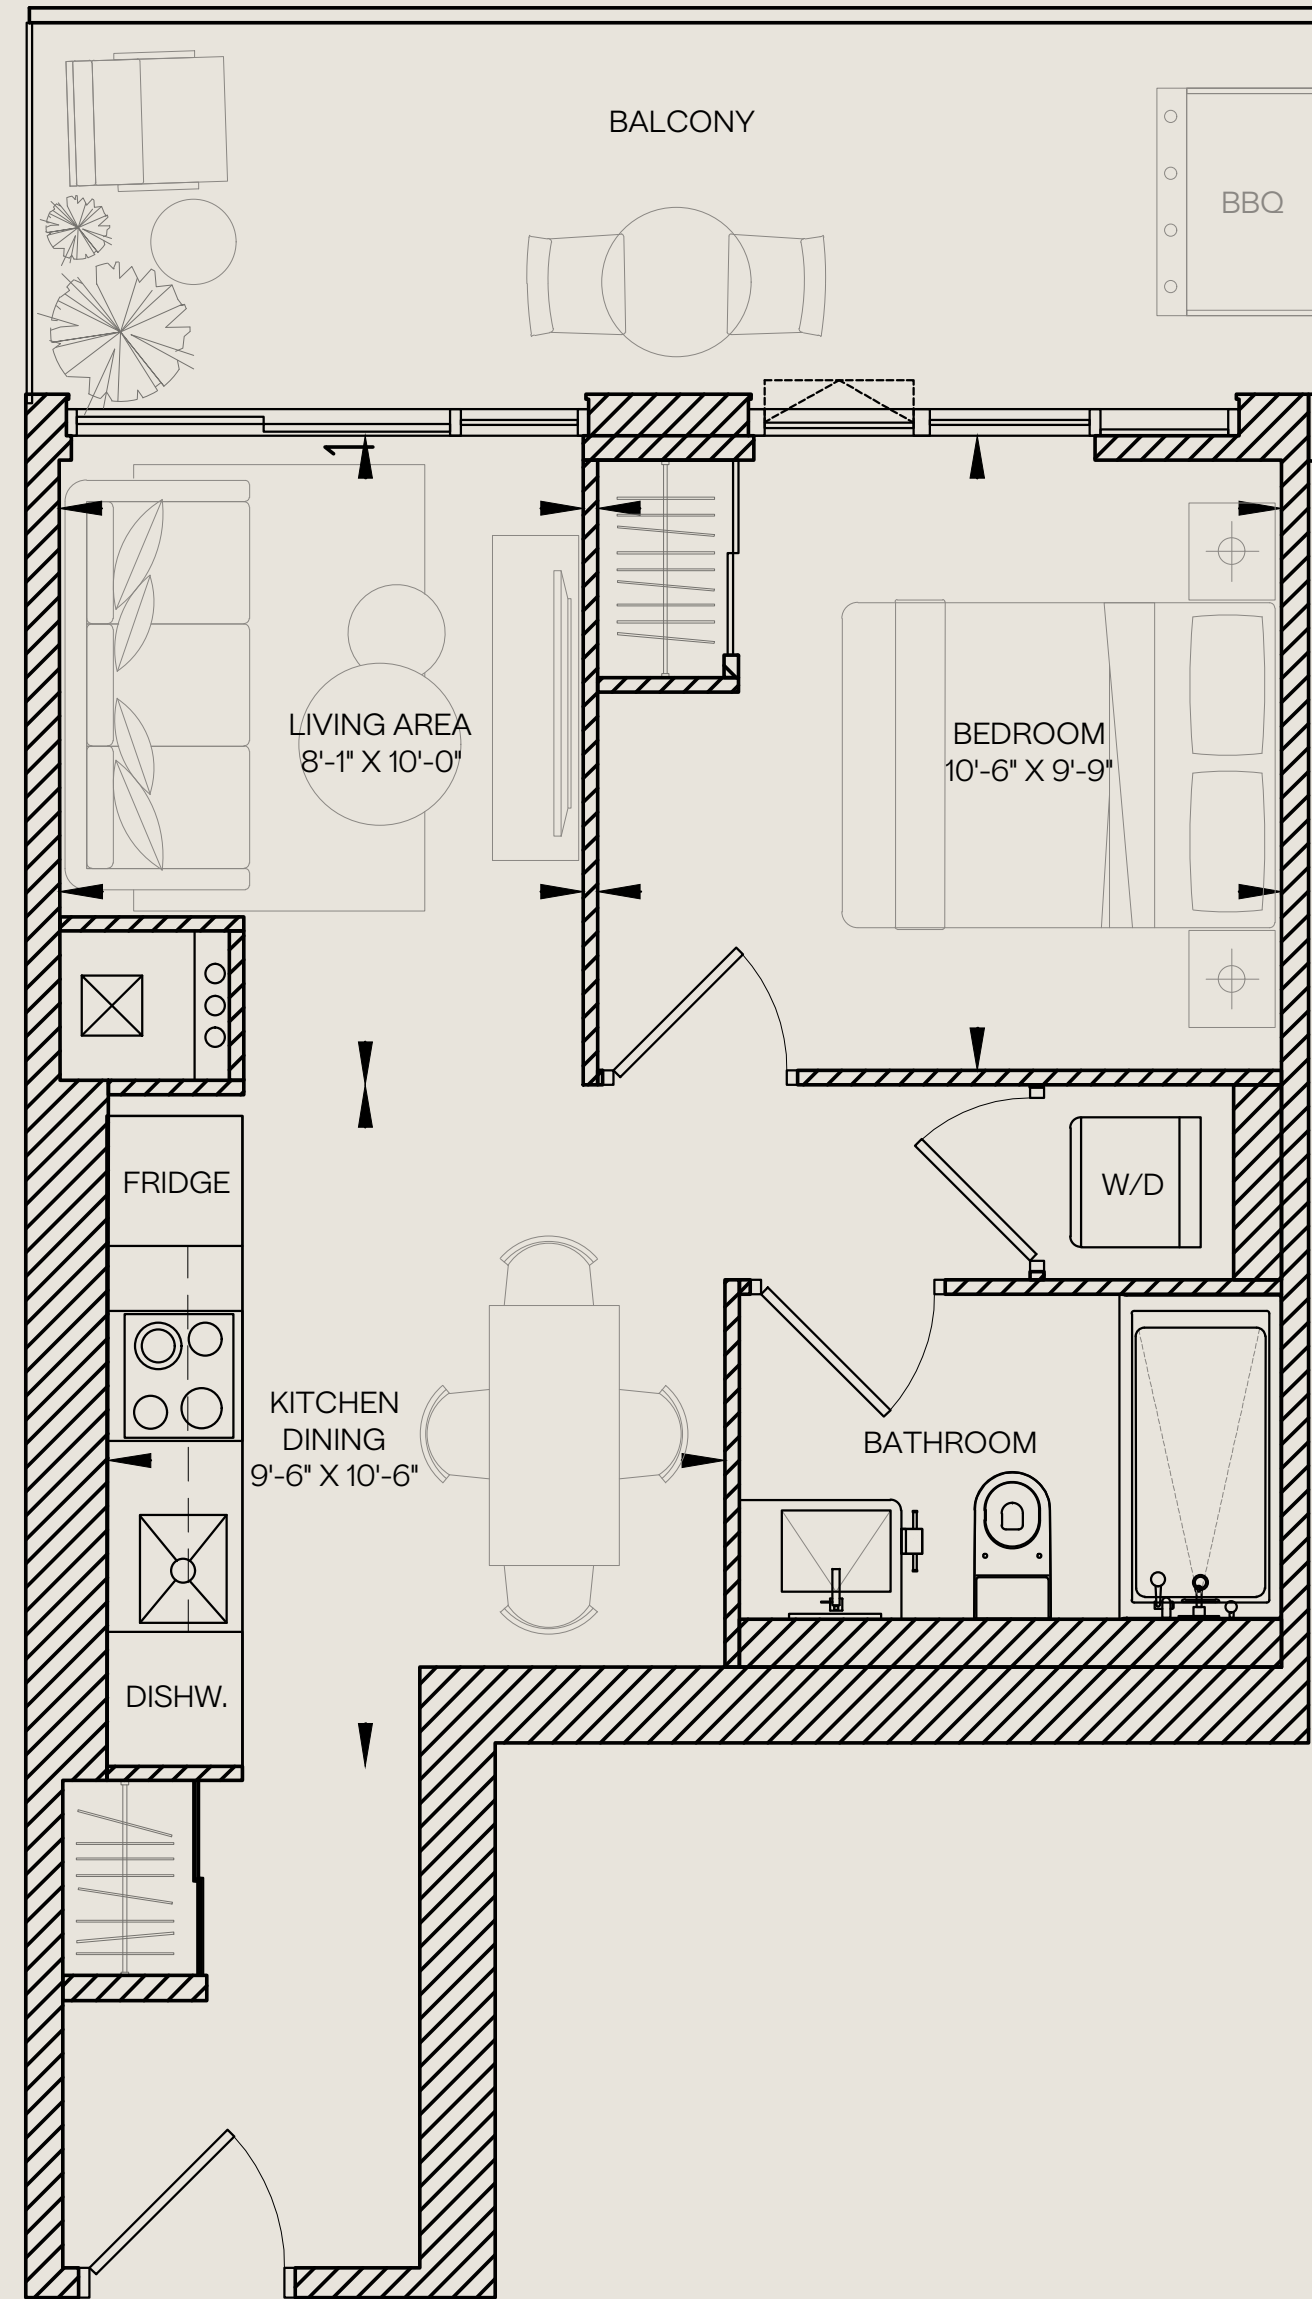 BALCONY
BBQ
LIVING AREA
8'-1" X 10'-0"
BEDROOM
10'-6" X 9'-9"
FRIDGE
W/D
KITCHEN
DINING
9'-6" X 10'-6"
BATHROOM
DISHW.